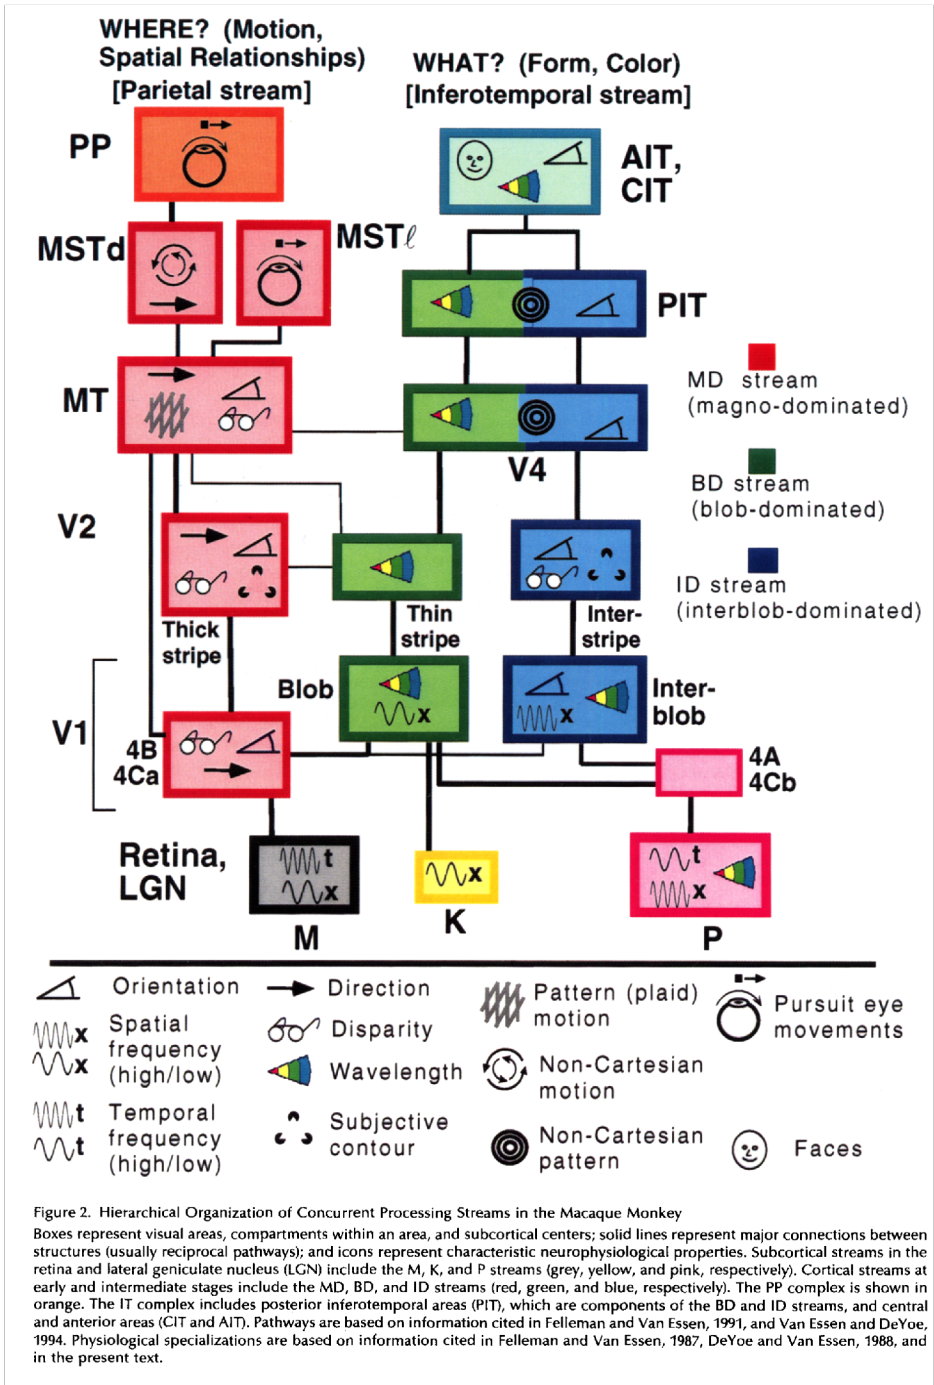 WHERE? (Motion,
Spatial Relationships)
[Parietal stream]
WHAT? (Form, Color)
[Inferotemporal stream]
PP
AIT,
CIT
MSTd
MSTℓ
PIT
MT
MD stream
(magno-dominated)
V4
BD stream
(blob-dominated)
V2
ID stream
(interblob-dominated)
Thick
stripe
Thin
stripe
Inter-
stripe
Blob
Inter-
blob
x
x
V1
4B
4Ca
4A
4Cb
Retina,
LGN
t
x
x
t
x
M
K
P
Orientation
Direction
Pattern (plaid)
motion
Pursuit eye
movements
x
x
Spatial
frequency
(high/low)
Disparity
Wavelength
Non-Cartesian
motion
t
t
Temporal
frequency
(high/low)
Subjective
contour
Non-Cartesian
pattern
Faces
Figure 2. Hierarchical Organization of Concurrent Processing Streams in the Macaque Monkey
Boxes represent visual areas, compartments within an area, and subcortical centers; solid lines represent major connections between
structures (usually reciprocal pathways); and icons represent characteristic neurophysiological properties. Subcortical streams in the
retina and lateral geniculate nucleus (LGN) include the M, K, and P streams (grey, yellow, and pink, respectively). Cortical streams at
early and intermediate stages include the MD, BD, and ID streams (red, green, and blue, respectively). The PP complex is shown in
orange. The IT complex includes posterior inferotemporal areas (PIT), which are components of the BD and ID streams, and central
and anterior areas (CIT and AIT). Pathways are based on information cited in Felleman and Van Essen, 1991, and Van Essen and DeYoe,
1994. Physiological specializations are based on information cited in Felleman and Van Essen, 1987, DeYoe and Van Essen, 1988, and
in the present text.